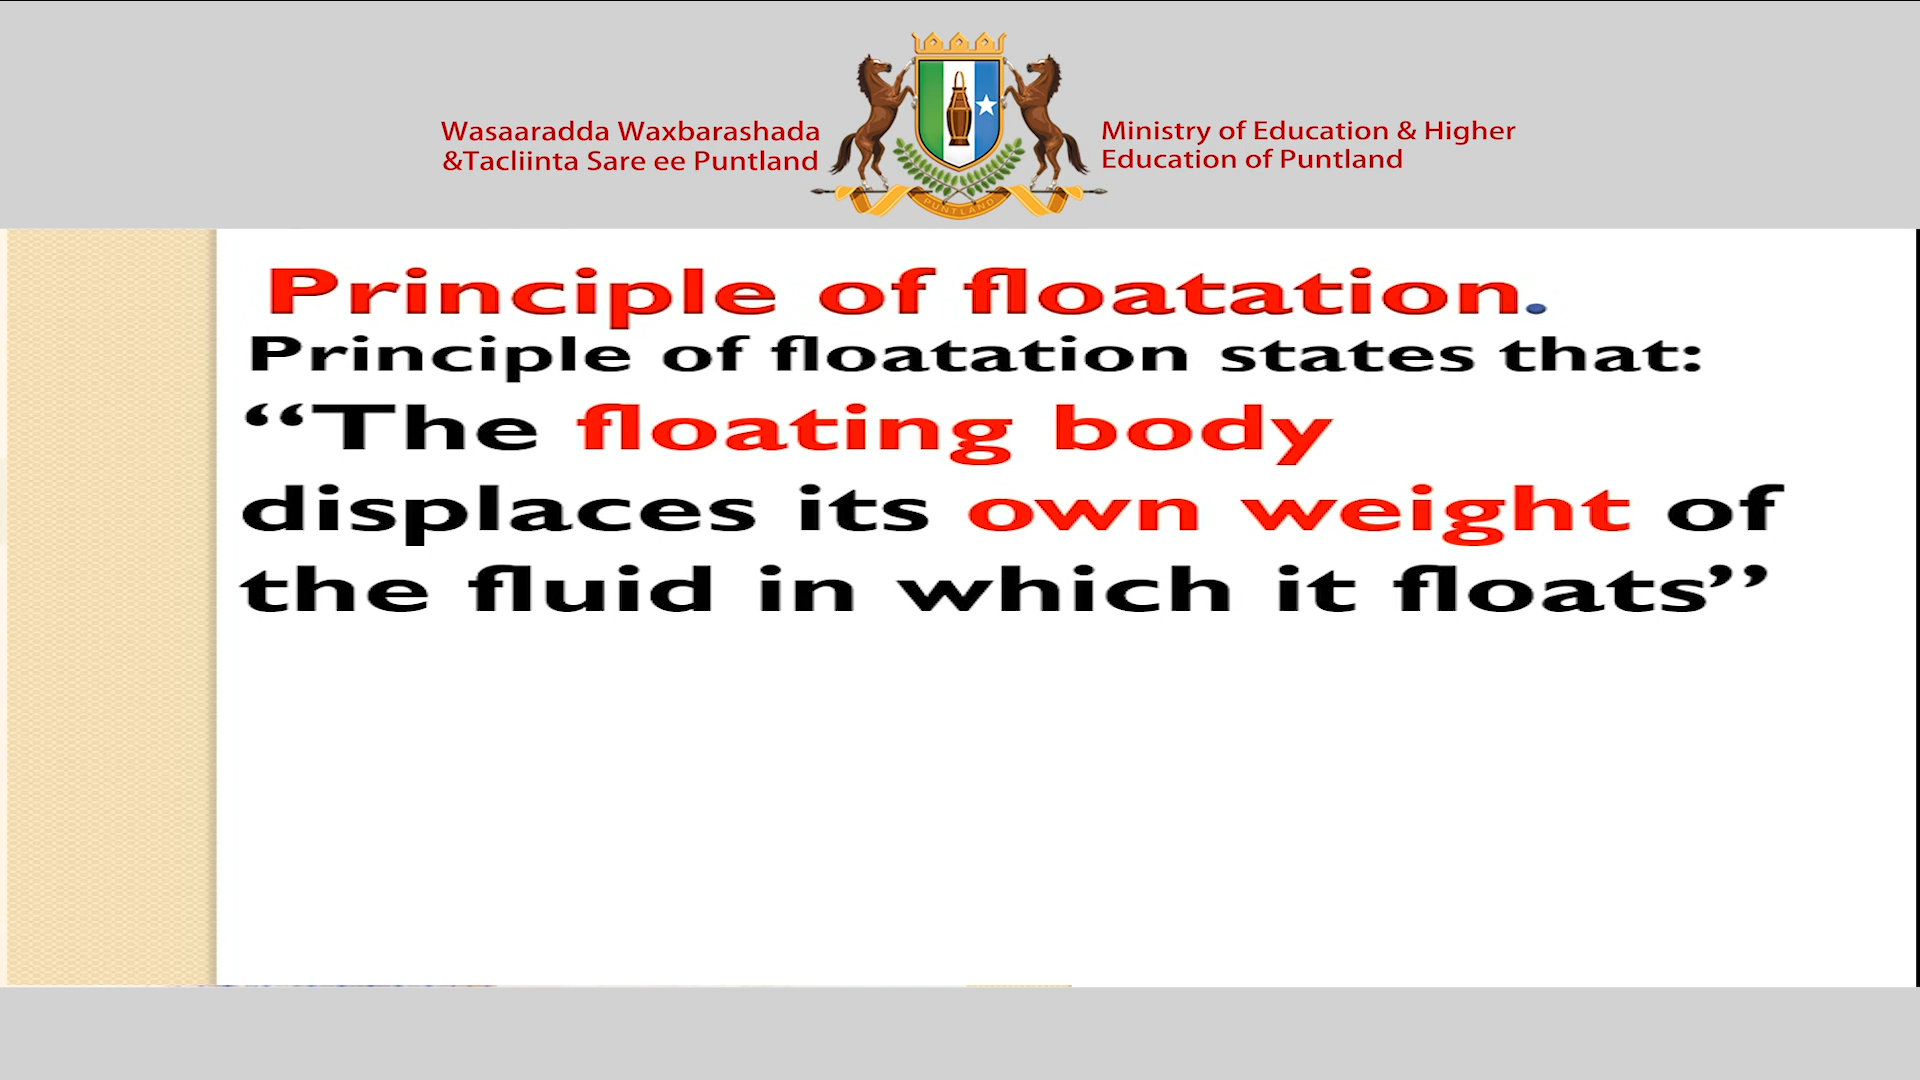 Wasaaradda Waxbarashada
&Tacliinta Sare ee Puntland
PUNTLAND
Ministry of Education & Higher
Education of Puntland
Principle of floatation.
Principle of floatation states that:
“The floating body
displaces its own weight of
the fluid in which it floats”